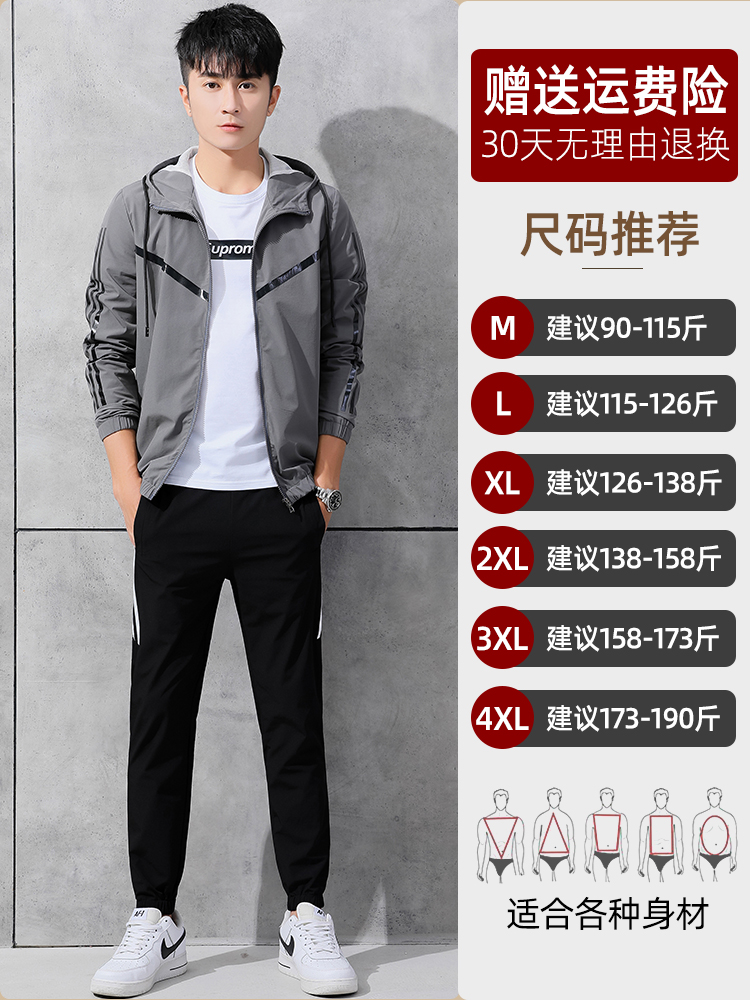 赠送运费险
30天无理由退换
尺码推荐
Suprom
M 建议90-115斤
L 建议115-126斤
XL 建议126-138斤
2XL 建议138-158斤
3XL 建议158-173斤
4XL 建议173-190斤
适合各种身材